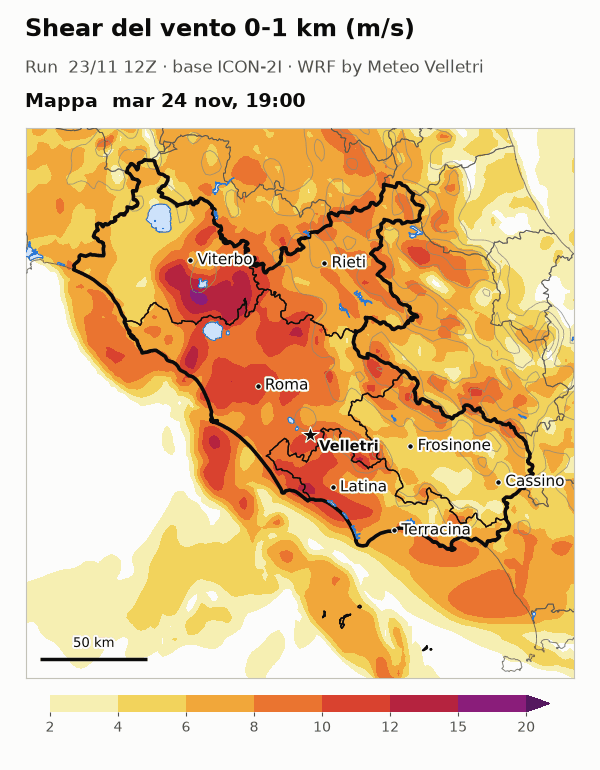 Shear del vento 0-1 km (m/s)
Run  23/11 12Z · base ICON-2I · WRF by Meteo Velletri
Mappa  mar 24 nov, 19:00
Viterbo
Rieti
Roma
Velletri
Frosinone
Latina
Cassino
Terracina
50 km
2 4 6 8 10 12 15 20